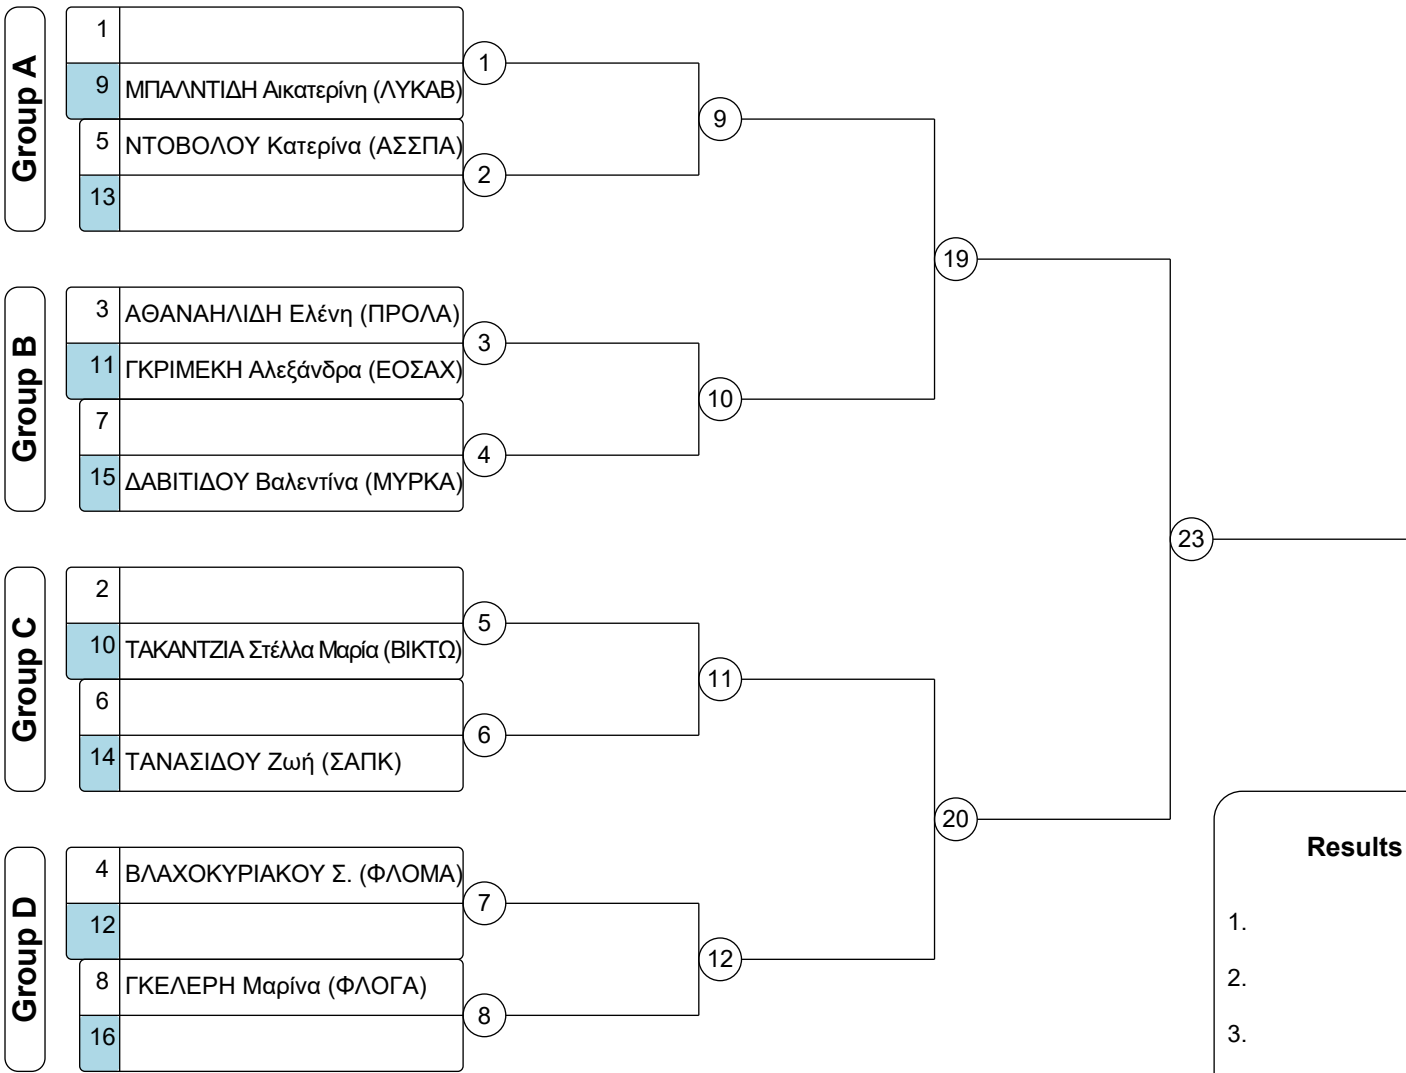 Group A
1
9 ΜΠΑΛΝΤΙΔΗ Αικατερίνη (ΛΥΚΑΒ)
5 ΝΤΟΒΟΛΟΥ Κατερίνα (ΑΣΣΠΑ)
13
1
2
9
Group B
3 ΑΘΑΝΑΗΛΙΔΗ Ελένη (ΠΡΟΛΑ)
11 ΓΚΡΙΜΕΚΗ Αλεξάνδρα (ΕΟΣΑΧ)
7
15 ΔΑΒΙΤΙΔΟΥ Βαλεντίνα (ΜΥΡΚΑ)
3
4
10
19
Group C
2
10 ΤΑΚΑΝΤΖΙΑ Στέλλα Μαρία (ΒΙΚΤΩ)
6
14 ΤΑΝΑΣΙΔΟΥ Ζωή (ΣΑΠΚ)
5
6
11
Group D
4 ΒΛΑΧΟΚΥΡΙΑΚΟΥ Σ. (ΦΛΟΜΑ)
12
8 ΓΚΕΛΕΡΗ Μαρίνα (ΦΛΟΓΑ)
16
7
8
12
20
23
Results
1.
2.
3.